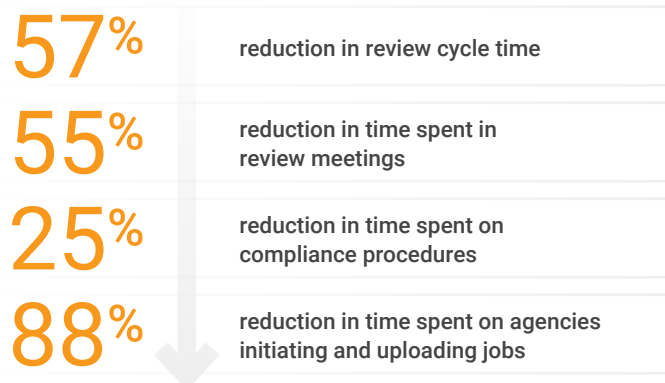 57%
reduction in review cycle time
55%
reduction in time spent in
review meetings
25%
reduction in time spent on
compliance procedures
88%
reduction in time spent on agencies
initiating and uploading jobs